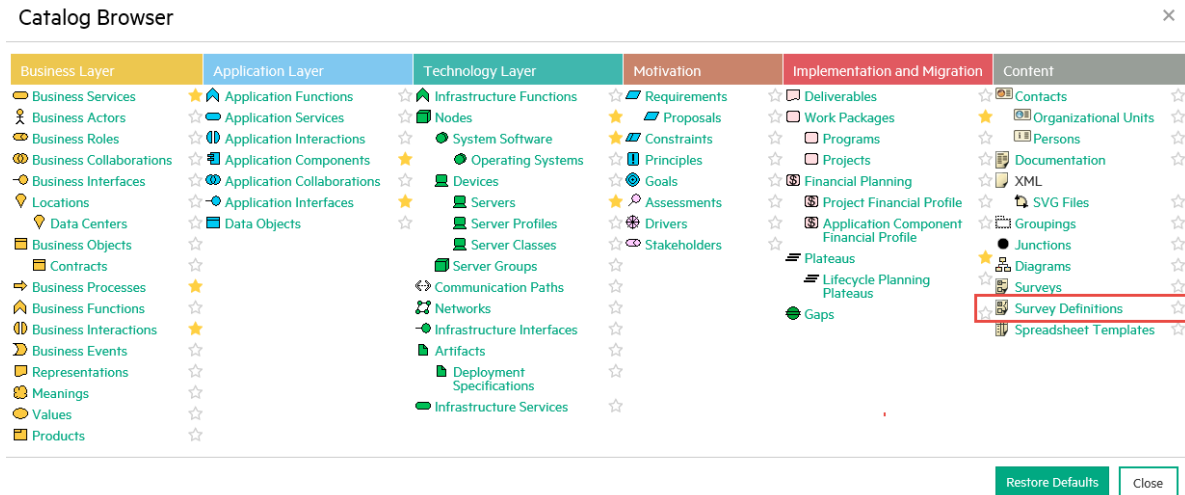 Catalog Browser
Business Layer
Business Services
Business Actors
Business Roles
Business Collaborations
Business Interfaces
Locations
Data Centers
Business Objects
Contracts
Business Processes
Business Functions
Business Interactions
Business Events
Representations
Meanings
Values
Products
Application Layer
Application Functions
Application Services
Application Interactions
Application Components
Application Collaborations
Application Interfaces
Data Objects
Technology Layer
Infrastructure Functions
Nodes
System Software
Operating Systems
Devices
Servers
Server Profiles
Server Classes
Server Groups
Communication Paths
Networks
Infrastructure Interfaces
Artifacts
Deployment
Specifications
Infrastructure Services
Motivation
Requirements
Proposals
Constraints
Principles
Goals
Assessments
Drivers
Stakeholders
Implementation and Migration
Deliverables
Work Packages
Programs
Projects
Financial Planning
Project Financial Profile
Application Component
Financial Profile
Plateaus
Lifecycle Planning
Plateaus
Gaps
Content
Contacts
Organizational Units
Persons
Documentation
XML
SVG Files
Groupings
Junctions
Diagrams
Surveys
Survey Definitions
Spreadsheet Templates
Restore Defaults
Close